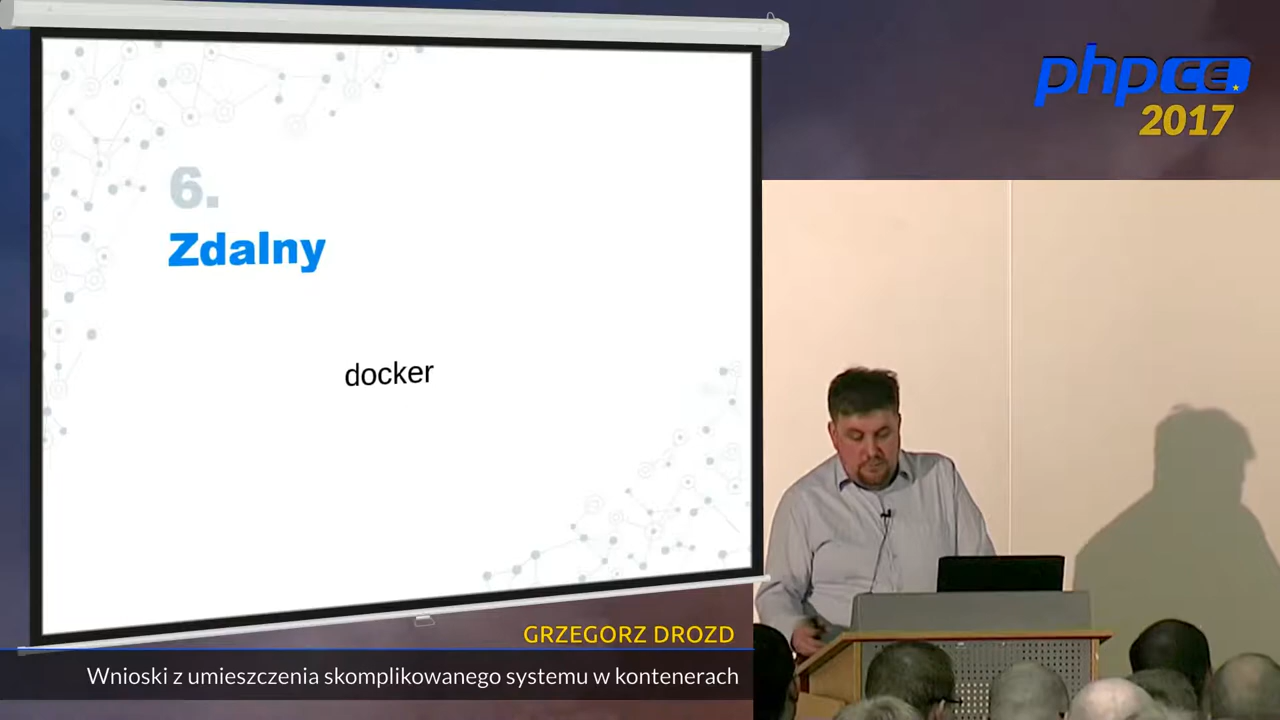 6.
Zdalny
docker
phpCE
2017
GRZEGORZ DROZD
Wnioski z umieszczenia skomplikowanego systemu w kontenerach